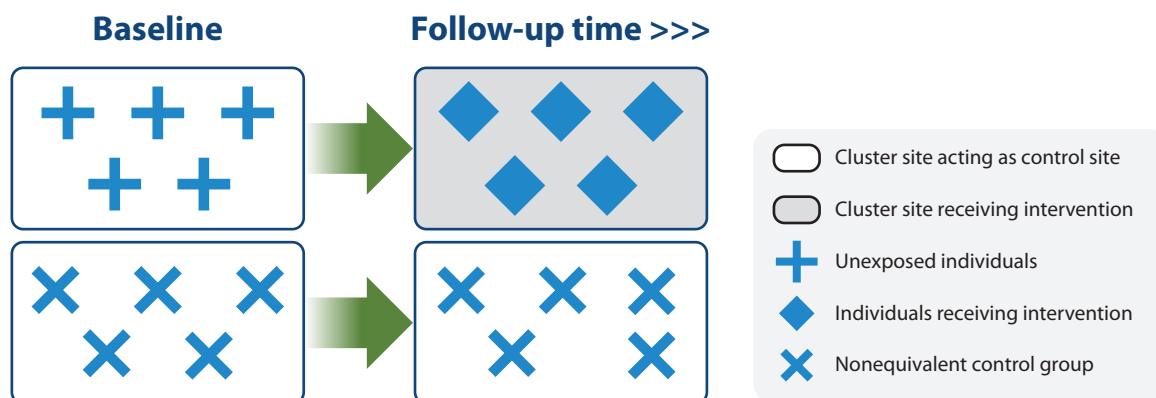 Baseline
Follow-up time >>>
Cluster site acting as control site
Cluster site receiving intervention
Unexposed individuals
Individuals receiving intervention
Nonequivalent control group